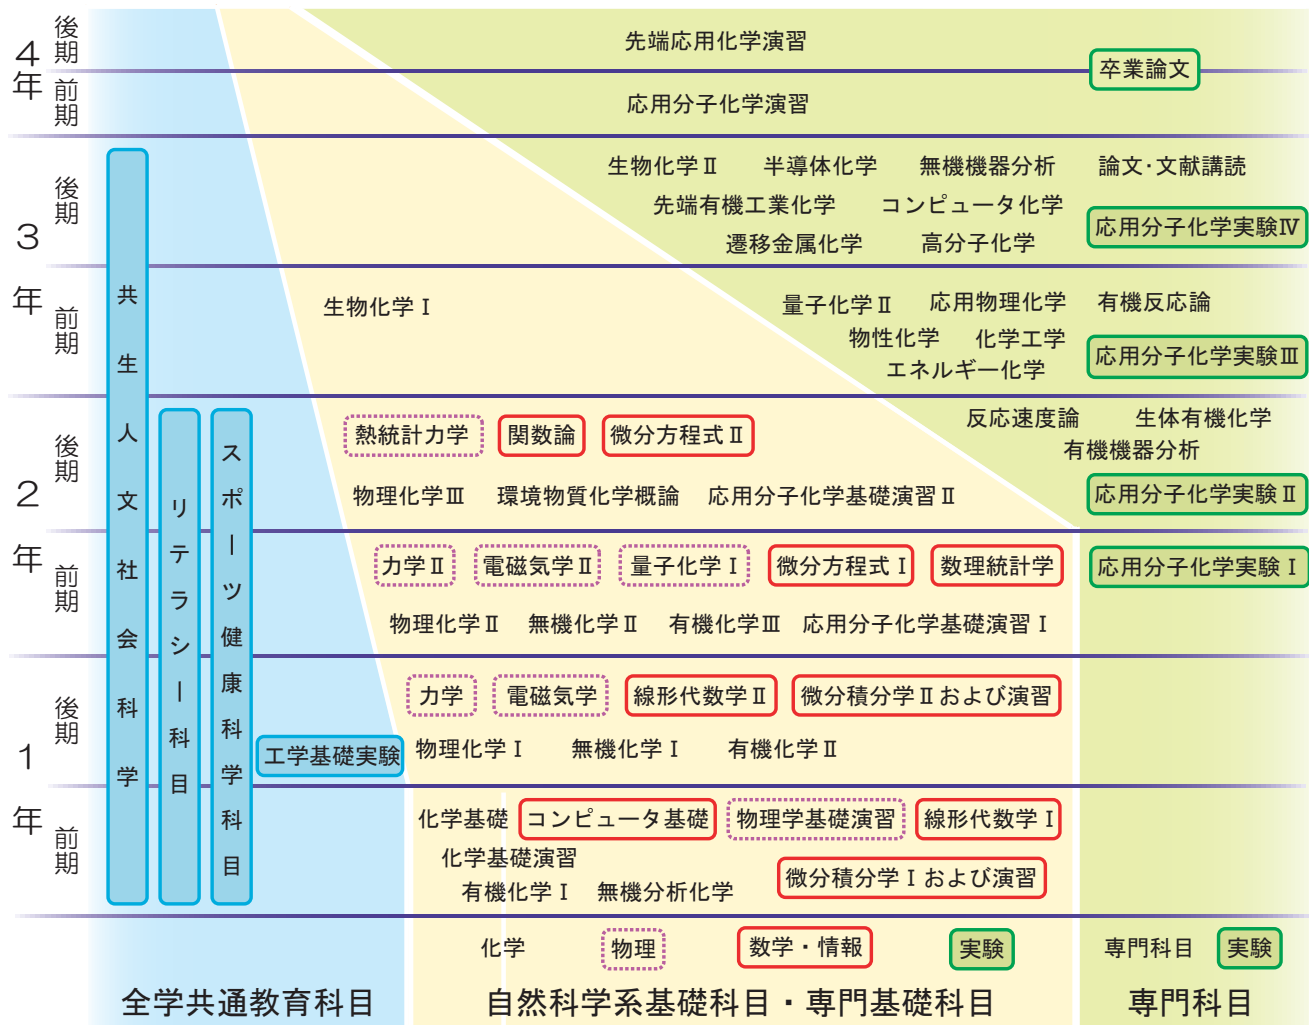 4年
後期
先端応用化学演習
卒業論文
前期
応用分子化学演習
3年
後期
生物化学Ⅱ 半導体化学 無機機器分析 論文・文献講読
先端有機工業化学 コンピュータ化学
応用分子化学実験Ⅳ
遷移金属化学 高分子化学
前期
生物化学Ⅰ
量子化学Ⅱ 応用物理化学 有機反応論
物性化学 化学工学
応用分子化学実験Ⅲ
エネルギー化学
2年
後期
熱統計力学 関数論 微分方程式Ⅱ
反応速度論 生体有機化学
有機機器分析
物理化学Ⅲ 環境物質化学概論 応用分子化学基礎演習Ⅱ
応用分子化学実験Ⅱ
前期
力学Ⅱ 電磁気学Ⅱ 量子化学Ⅰ 微分方程式Ⅰ 数理統計学 応用分子化学実験Ⅰ
物理化学Ⅱ 無機化学Ⅱ 有機化学Ⅲ 応用分子化学基礎演習Ⅰ
1年
後期
力学 電磁気学 線形代数学Ⅱ 微分積分学Ⅱおよび演習
工学基礎実験
物理化学Ⅰ 無機化学Ⅰ 有機化学Ⅱ
前期
化学基礎 コンピュータ基礎 物理学基礎演習 線形代数学Ⅰ
化学基礎演習
微分積分学Ⅰおよび演習
有機化学Ⅰ 無機分析化学
共生人文社会科学
リテラシー科目
スポーツ健康科学科目
化学 物理 数学・情報 実験 専門科目 実験
全学共通教育科目 自然科学系基礎科目・専門基礎科目 専門科目